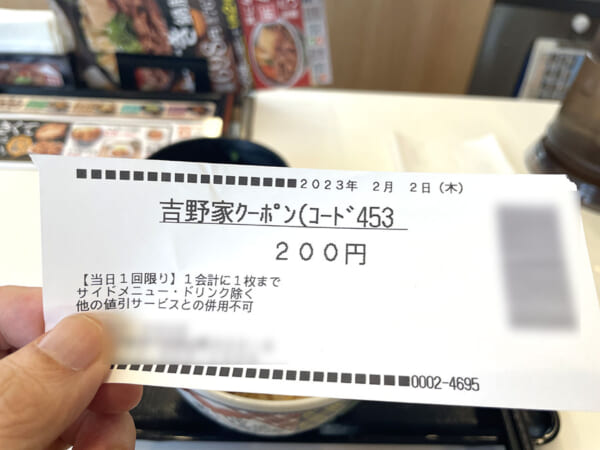 ■■■■■■■■■■■■■■■■■■■■2023年 2月 2日(木)
吉野家クーポン(コード453
200円
【当日1回限り】1会計に1枚まで
サイドメニュー・ドリンク除く
他の値引サービスとの併用不可
0002-4695